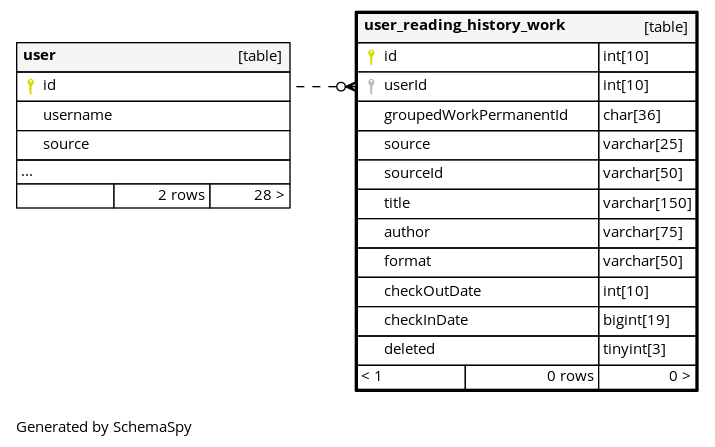 user [table]
id
username
source
...
2 rows 28 >
user_reading_history_work [table]
id int[10]
userId int[10]
groupedWorkPermanentId char[36]
source varchar[25]
sourceId varchar[50]
title varchar[150]
author varchar[75]
format varchar[50]
checkOutDate int[10]
checkInDate bigint[19]
deleted tinyint[3]
< 1 0 rows 0 >
Generated by SchemaSpy